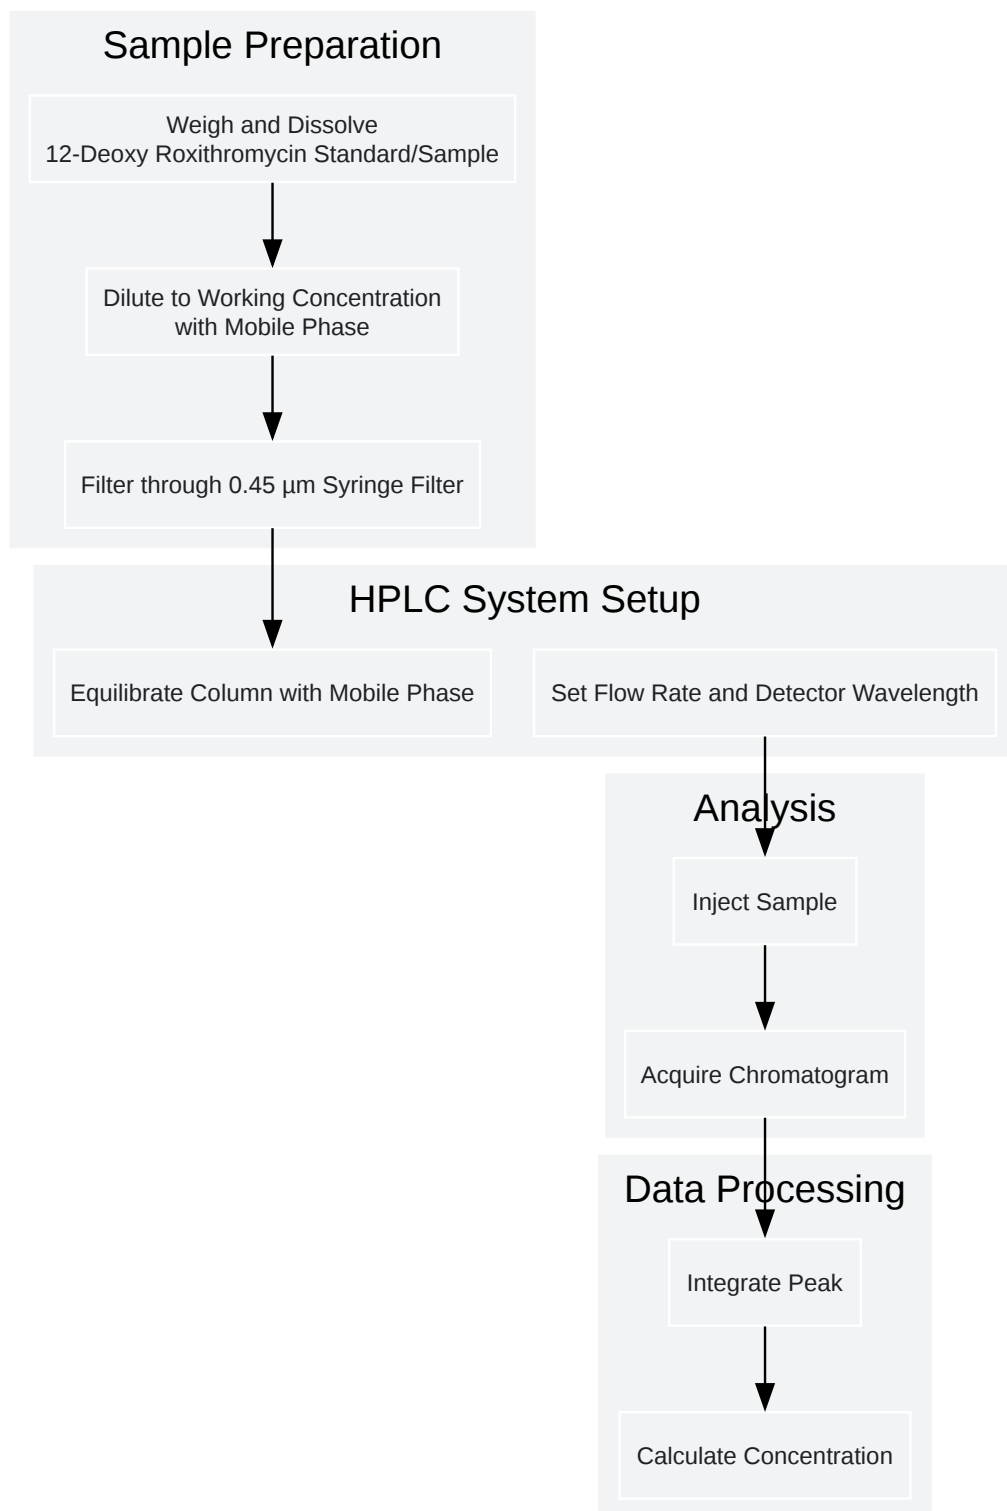 Sample Preparation
Weigh and Dissolve
12-Deoxy Roxithromycin Standard/Sample
Dilute to Working Concentration
with Mobile Phase
Filter through 0.45 µm Syringe Filter
HPLC System Setup
Equilibrate Column with Mobile Phase
Set Flow Rate and Detector Wavelength
Analysis
Inject Sample
Acquire Chromatogram
Data Processing
Integrate Peak
Calculate Concentration